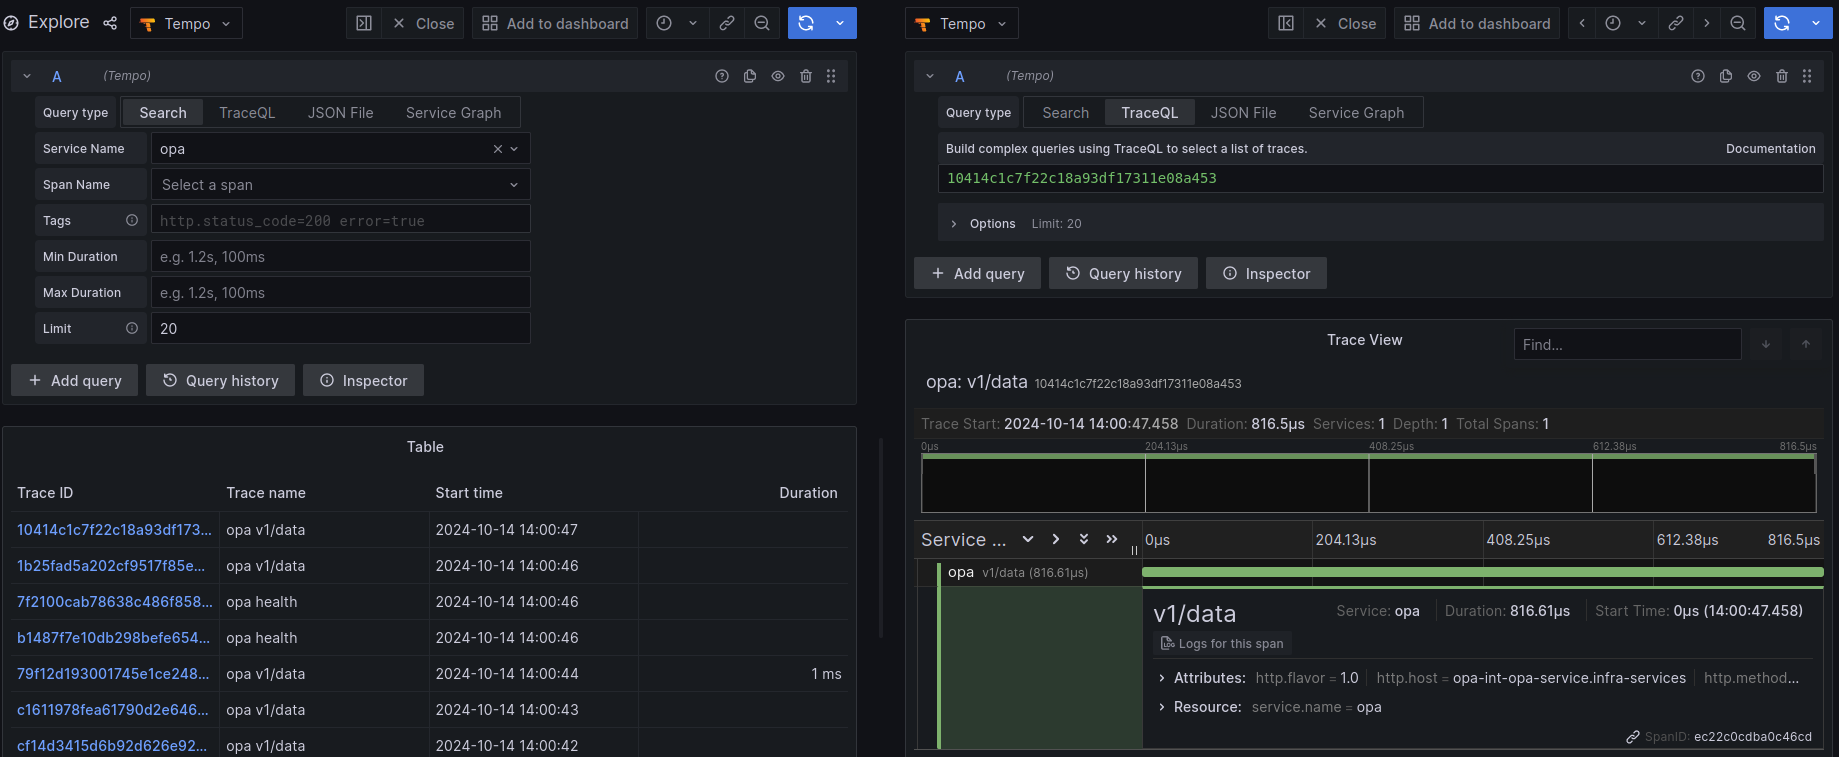 Explore
Tempo
Close
Add to dashboard
A
(Tempo)
Query type
Search
TraceQL
JSON File
Service Graph
Service Name
opa
Span Name
Select a span
Tags
http.status_code=200 error=true
Min Duration
e.g. 1.2s, 100ms
Max Duration
e.g. 1.2s, 100ms
Limit
20
Add query
Query history
Inspector
Table
Trace ID Trace name Start time Duration
10414c1c7f22c18a93df173... opa v1/data 2024-10-14 14:00:47
1b25fad5a202cf9517f85e... opa v1/data 2024-10-14 14:00:46
7f2100cab78638c486f858... opa health 2024-10-14 14:00:46
b1487f7e10db298befe654... opa health 2024-10-14 14:00:46
79f12d193001745e1ce248... opa v1/data 2024-10-14 14:00:44 1 ms
c1611978fea61790d2e646... opa v1/data 2024-10-14 14:00:43
cf14d3415d6b92d626e92... opa v1/data 2024-10-14 14:00:42
Tempo
Close
Add to dashboard
A
(Tempo)
Query type
Search
TraceQL
JSON File
Service Graph
Build complex queries using TraceQL to select a list of traces.
Documentation
10414c1c7f22c18a93df17311e08a453
Options Limit: 20
Add query
Query history
Inspector
Trace View
Find...
opa: v1/data 10414c1c7f22c18a93df17311e08a453
Trace Start: 2024-10-14 14:00:47.458 Duration: 816.5μs Services: 1 Depth: 1 Total Spans: 1
0μs 204.13μs 408.25μs 612.38μs 816.5μs
Service ... 0μs 204.13μs 408.25μs 612.38μs 816.5μs
opa v1/data (816.61μs)
v1/data Service: opa Duration: 816.61μs Start Time: 0μs (14:00:47.458)
LOG Logs for this span
Attributes: http.flavor = 1.0 http.host = opa-int-opa-service.infra-services http.method...
Resource: service.name = opa
SpanID: ec22c0cdba0c46cd